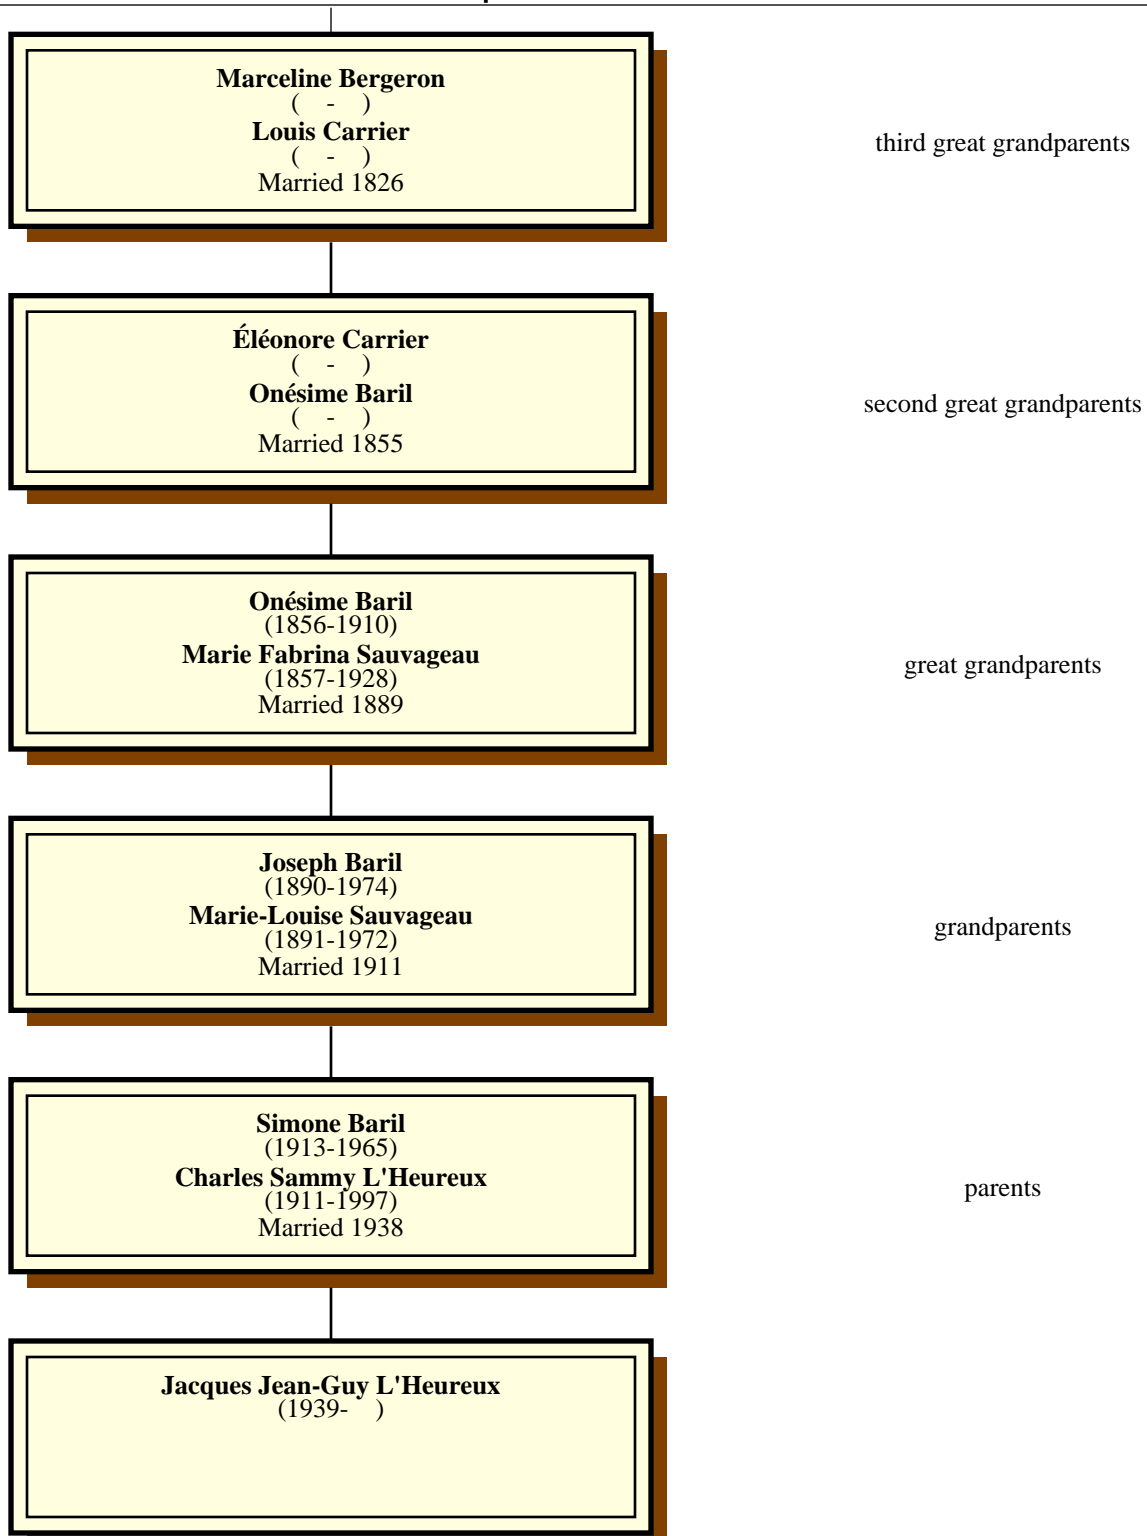 Marceline Bergeron
( - )
Louis Carrier
( - )
Married 1826
third great grandparents
Éléonore Carrier
( - )
Onésime Baril
( - )
Married 1855
second great grandparents
Onésime Baril
(1856-1910)
Marie Fabrina Sauvageau
(1857-1928)
Married 1889
great grandparents
Joseph Baril
(1890-1974)
Marie-Louise Sauvageau
(1891-1972)
Married 1911
grandparents
Simone Baril
(1913-1965)
Charles Sammy L'Heureux
(1911-1997)
Married 1938
parents
Jacques Jean-Guy L'Heureux
(1939- )